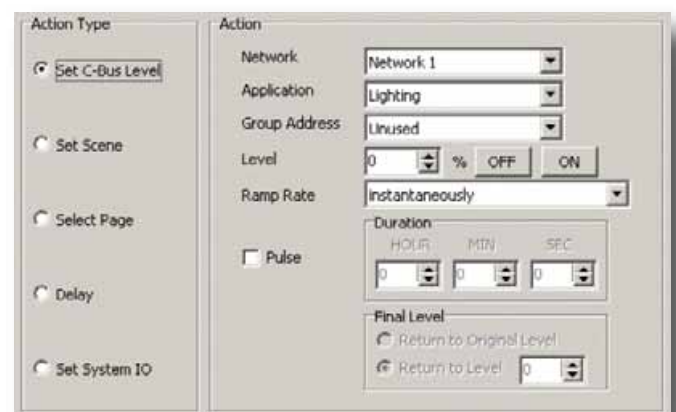 Action Type
Set C-Bus Level
Set Scene
Select Page
Delay
Set System IO
Action
Network Network 1
Application Lighting
Group Address Unused
Level 0 % OFF ON
Ramp Rate instantaneously
Pulse
Duration
HOUR MIN SEC
0 0 0
Final Level
Return to Original Level
Return to Level 0